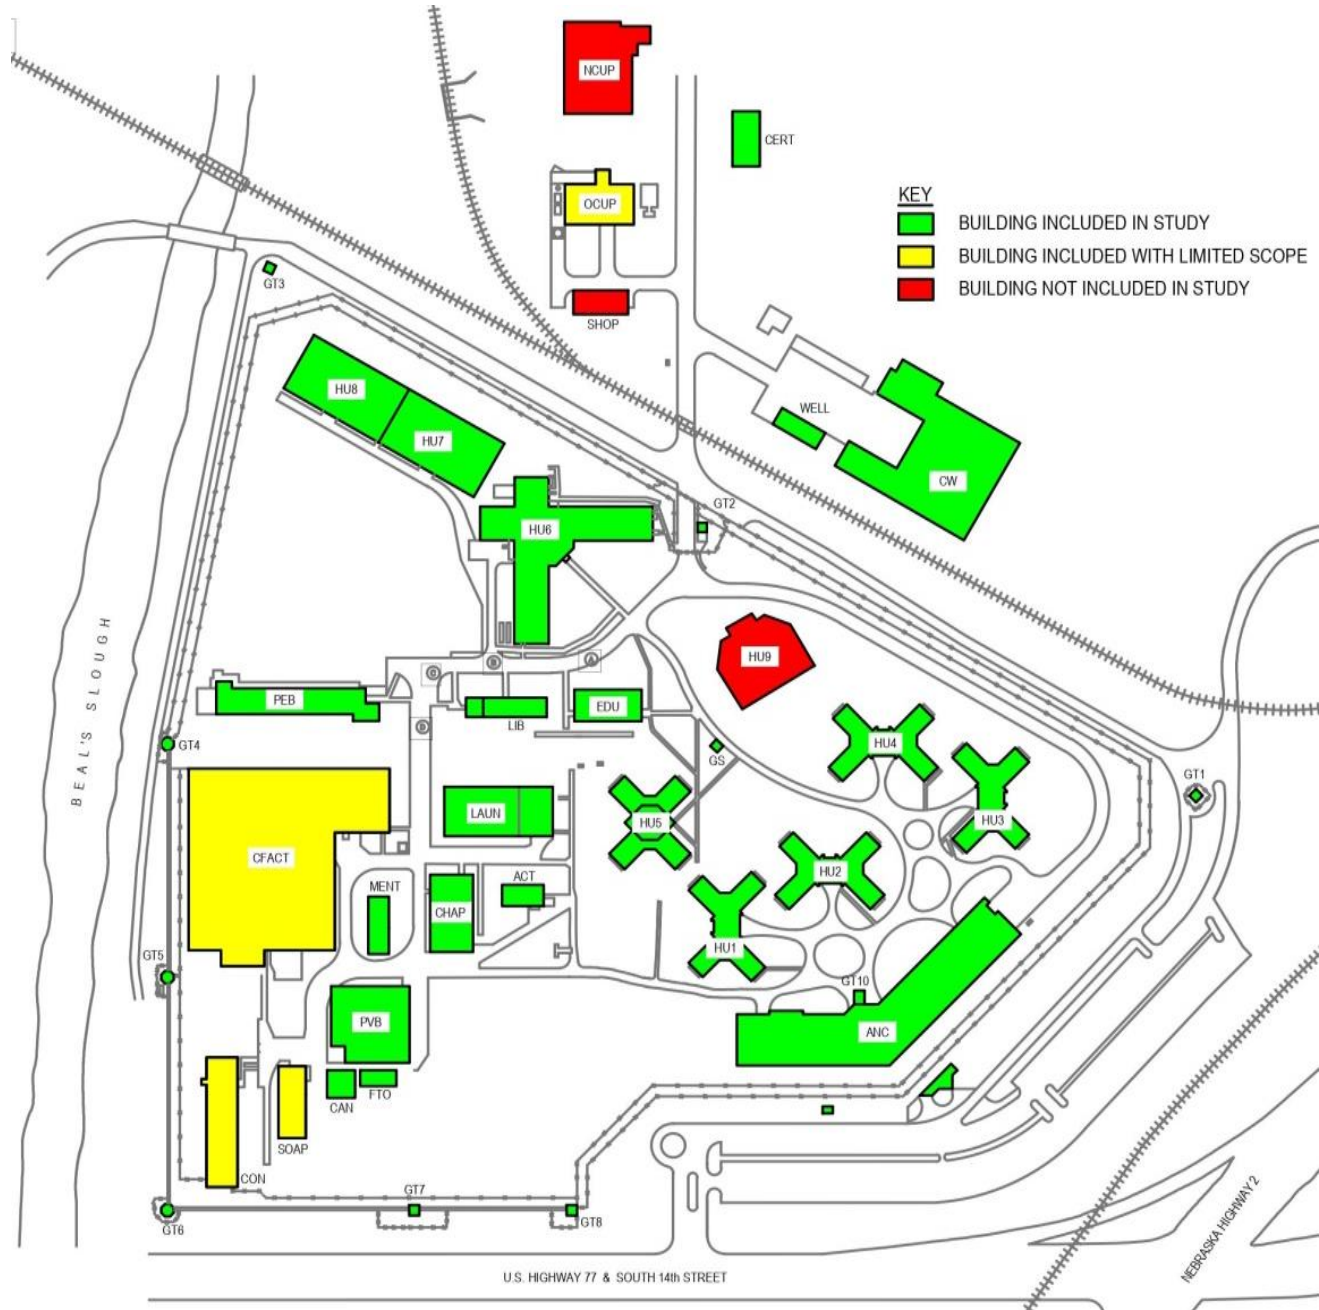 NCUP
CERT
OCUP
KEY
BUILDING INCLUDED IN STUDY
BUILDING INCLUDED WITH LIMITED SCOPE
BUILDING NOT INCLUDED IN STUDY
GT3
SHOP
HU8
WELL
HU7
CW
GT2
HU6
BEAL'S SLOUGH
HU9
A
B
C
PEB
EDU
LIB
D
GT4
GS
HU4
GT1
LAUN
HU5
HU3
CFACT
HU2
ACT
MENT
CHAP
HU1
GT5
GT10
PVB
ANC
FTO
CAN
SOAP
CON
GT7
GT6
GT8
NEBRASKA HIGHWAY 2
U.S. HIGHWAY 77 & SOUTH 14th STREET